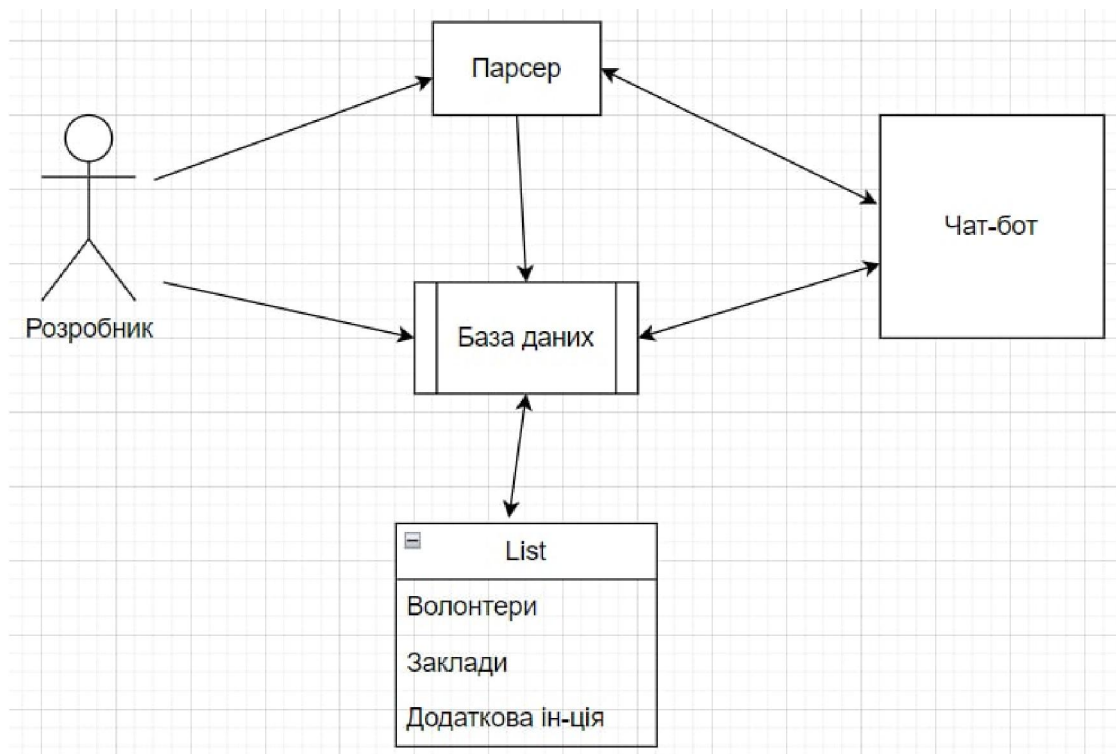 Парсер
Чат-бот
Розробник
База даних
List
Волонтери
Заклади
Додаткова ін-ція